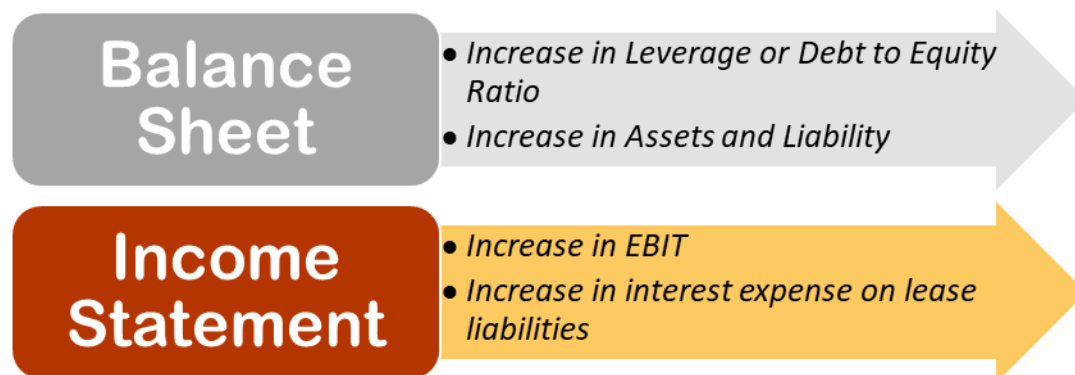 Balance
Sheet
• Increase in Leverage or Debt to Equity
Ratio
• Increase in Assets and Liability
Income
Statement
• Increase in EBIT
• Increase in interest expense on lease
liabilities